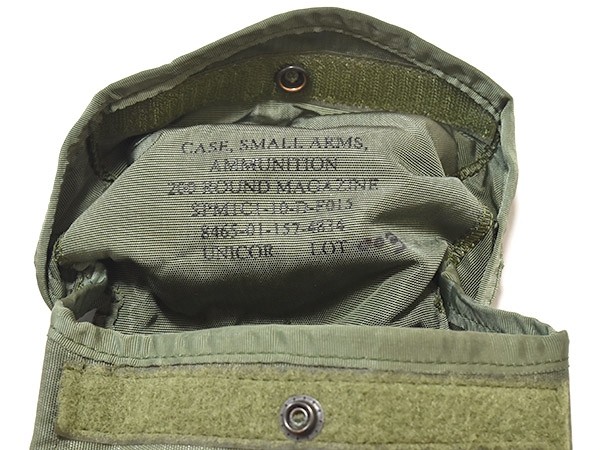 CASE, SMALL ARMS,
AMMUNITION
200 ROUND MAGAZINE
SPM1C1-10-D-F015
8465-01-157-4834
UNICOR LOT